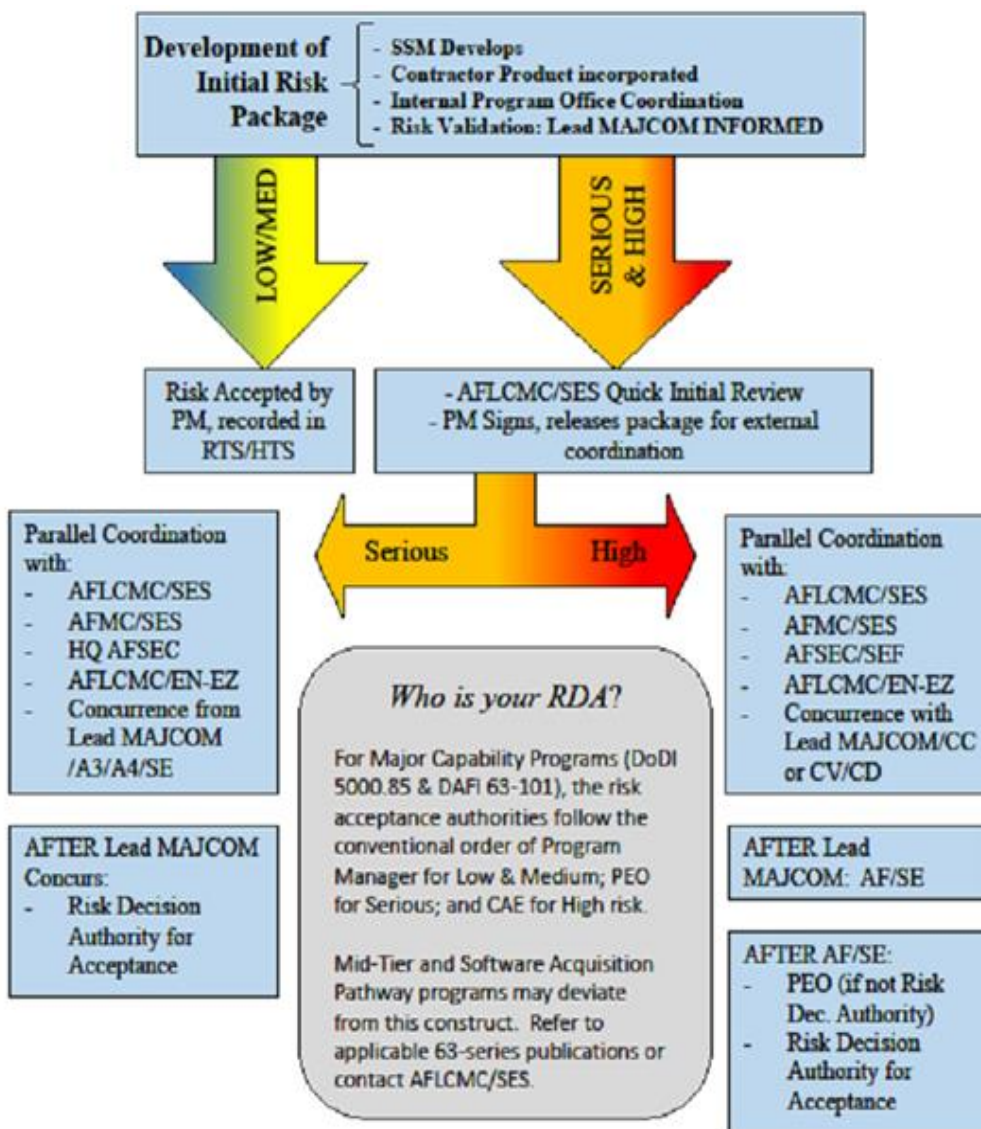 Development of
Initial Risk
Package
- SSM Develops
- Contractor Product incorporated
- Internal Program Office Coordination
- Risk Validation: Lead MAJCOM INFORMED
LOW/MED
SERIOUS
& HIGH
Risk Accepted by
PM, recorded in
RTS/HTS
- AFLCMC/SES Quick Initial Review
- PM Signs, releases package for external
coordination
Serious
High
Parallel Coordination
with:
- AFLCMC/SES
- AFMC/SES
- HQ AFSEC
- AFLCMC/EN-EZ
- Concurrence from
Lead MAJCOM
/A3/A4/SE
AFTER Lead MAJCOM
Concurs:
- Risk Decision
Authority for
Acceptance
Who is your RDA?
For Major Capability Programs (DoDI
5000.85 & DAFI 63-101), the risk
acceptance authorities follow the
conventional order of Program
Manager for Low & Medium; PEO
for Serious; and CAE for High risk.
Mid-Tier and Software Acquisition
Pathway programs may deviate
from this construct. Refer to
applicable 63-series publications or
contact AFLCMC/SES.
Parallel Coordination
with:
- AFLCMC/SES
- AFMC/SES
- AFSEC/SEF
- AFLCMC/EN-EZ
- Concurrence with
Lead MAJCOM/CC
or CV/CD
AFTER Lead
MAJCOM: AF/SE
AFTER AF/SE:
- PEO (if not Risk
Dec. Authority)
- Risk Decision
Authority for
Acceptance